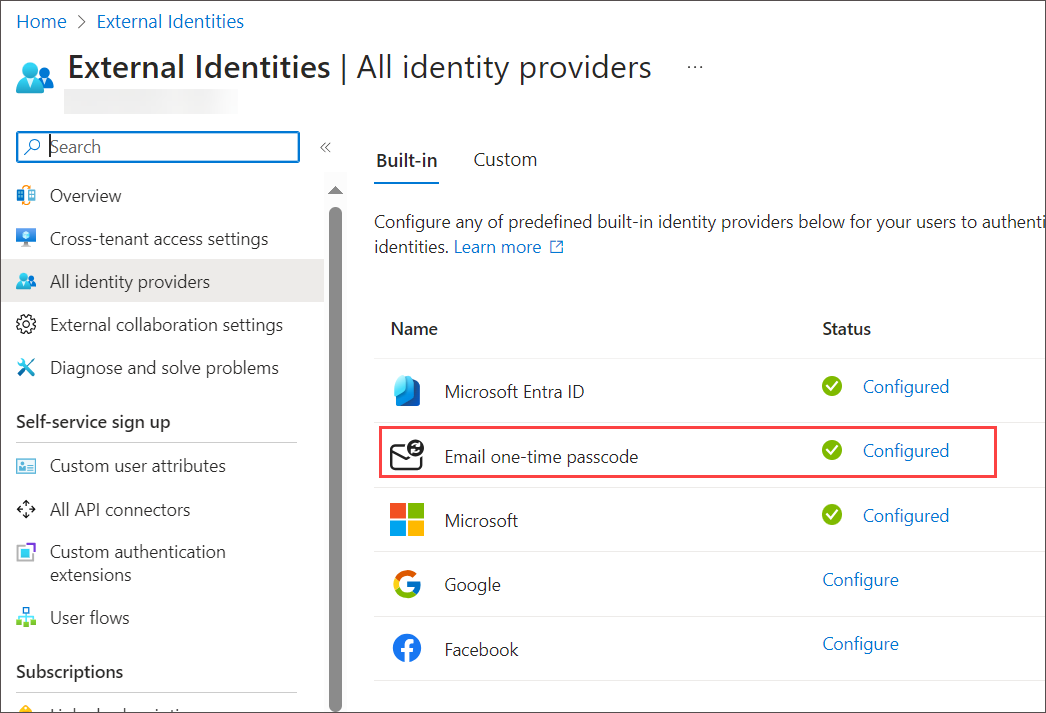 Home > External Identities
External Identities | All identity providers ...
Search
«
Overview
Cross-tenant access settings
All identity providers
External collaboration settings
Diagnose and solve problems
Self-service sign up
Custom user attributes
All API connectors
Custom authentication
extensions
User flows
Subscriptions
Built-in Custom
Configure any of predefined built-in identity providers below for your users to authenti
identities. Learn more
Name Status
Microsoft Entra ID Configured
Email one-time passcode Configured
Microsoft Configured
Google Configure
Facebook Configure